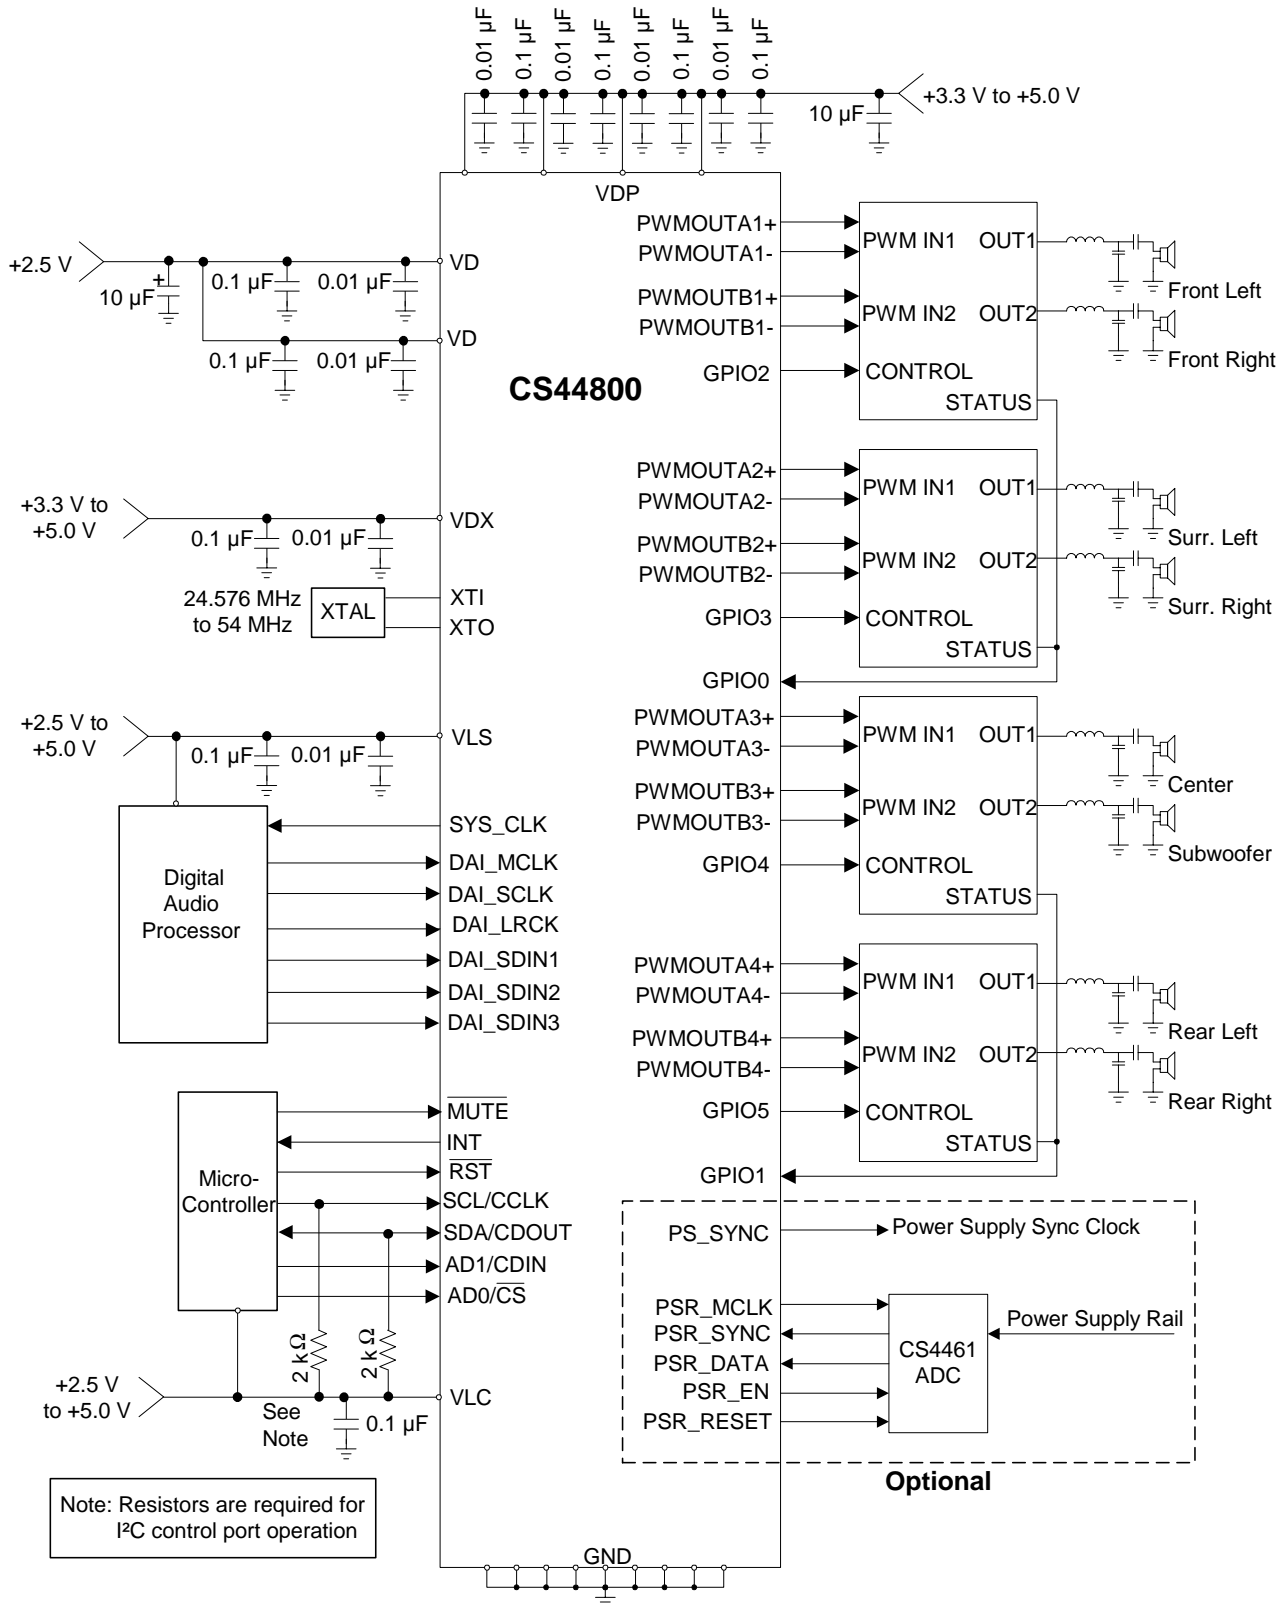 0.01 µF
0.1 µF
0.01 µF
0.1 µF
0.01 µF
0.1 µF
0.01 µF
0.1 µF
10 µF
+3.3 V to +5.0 V
VDP
+2.5 V
10 µF
+
0.1 µF
0.01 µF
VD
0.1 µF
0.01 µF
VD
CS44800
+3.3 V to
+5.0 V
0.1 µF
0.01 µF
VDX
24.576 MHz
to 54 MHz
XTAL
XTI
XTO
+2.5 V to
+5.0 V
0.1 µF
0.01 µF
VLS
Digital
Audio
Processor
SYS_CLK
DAI_MCLK
DAI_SCLK
DAI_LRCK
DAI_SDIN1
DAI_SDIN2
DAI_SDIN3
Micro-
Controller
MUTE
INT
RST
SCL/CCLK
SDA/CDOUT
AD1/CDIN
AD0/CS
2 kΩ
2 kΩ
+2.5 V
to +5.0 V
See
Note
0.1 µF
VLC
Note: Resistors are required for
I²C control port operation
GND
PWMOUTA1+
PWMOUTA1-
PWMOUTB1+
PWMOUTB1-
GPIO2
PWM IN1
OUT1
PWM IN2
OUT2
CONTROL
STATUS
Front Left
Front Right
PWMOUTA2+
PWMOUTA2-
PWMOUTB2+
PWMOUTB2-
GPIO3
GPIO0
PWM IN1
OUT1
PWM IN2
OUT2
CONTROL
STATUS
Surr. Left
Surr. Right
PWMOUTA3+
PWMOUTA3-
PWMOUTB3+
PWMOUTB3-
GPIO4
PWM IN1
OUT1
PWM IN2
OUT2
CONTROL
STATUS
Center
Subwoofer
PWMOUTA4+
PWMOUTA4-
PWMOUTB4+
PWMOUTB4-
GPIO5
GPIO1
PWM IN1
OUT1
PWM IN2
OUT2
CONTROL
STATUS
Rear Left
Rear Right
PS_SYNC
Power Supply Sync Clock
PSR_MCLK
PSR_SYNC
PSR_DATA
PSR_EN
PSR_RESET
CS4461
ADC
Power Supply Rail
Optional